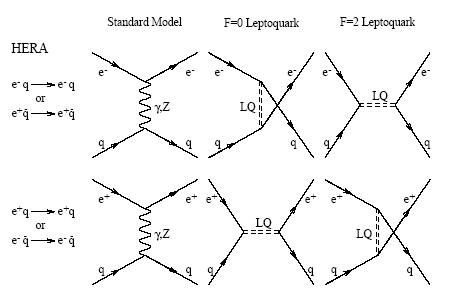 Standard Model F=0 Leptoquark F=2 Leptoquark
HERA
e⁻ e⁻ e⁻ e⁻ e⁻ e⁻
e⁻ q → e⁻ q
or
e⁺q̄ → e⁺q̄
γ,Z LQ LQ
q q q q q q
e⁺ e⁺ e⁺ e⁺ e⁺ e⁺
e⁺q → e⁺q
or
e⁻ q̄ → e⁻ q̄
γ,Z LQ LQ
q q q q q q